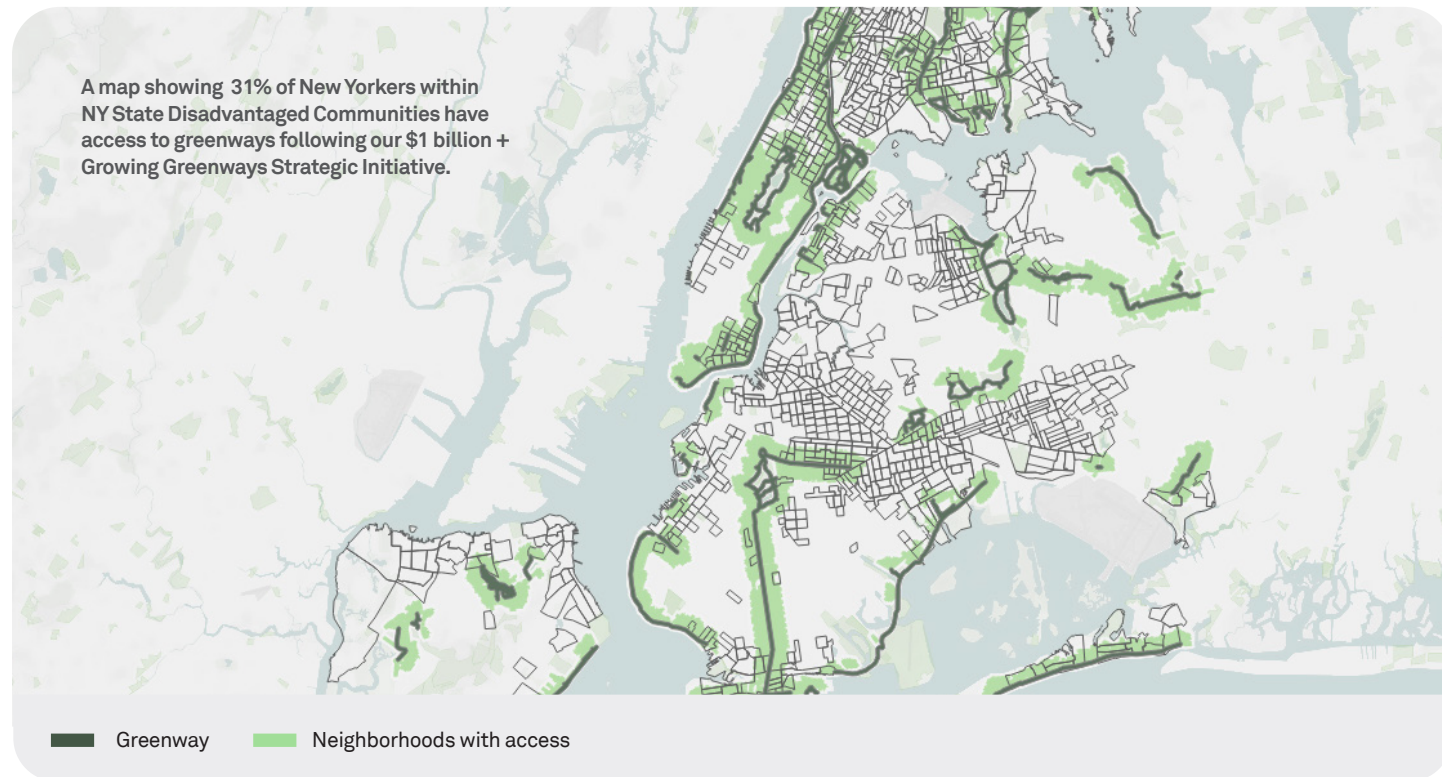 A map showing 31% of New Yorkers within
NY State Disadvantaged Communities have
access to greenways following our $1 billion +
Growing Greenways Strategic Initiative.
Greenway
Neighborhoods with access